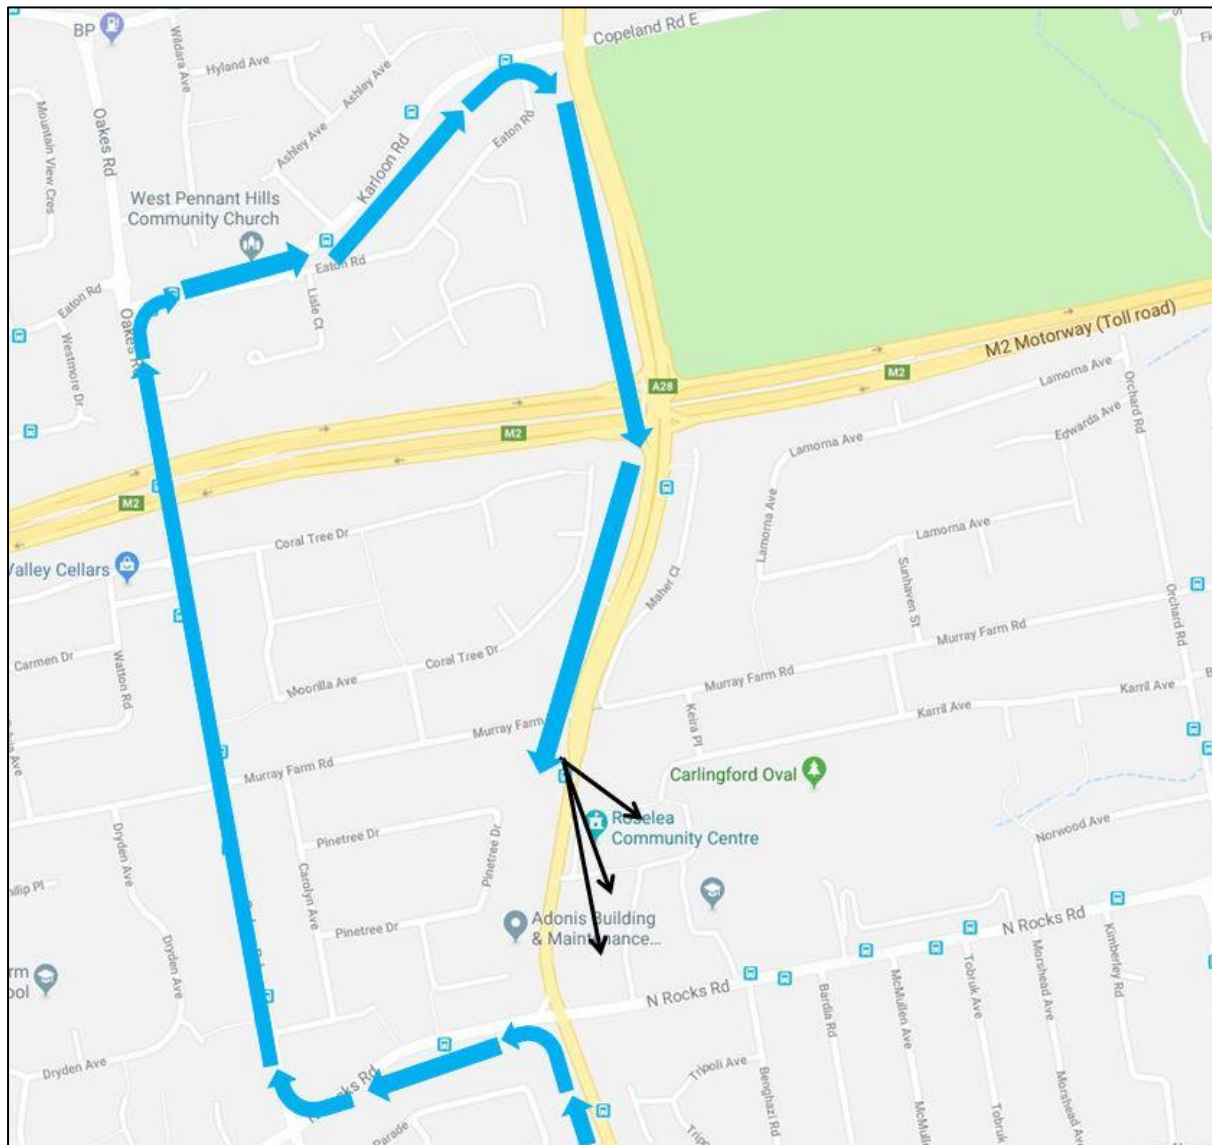 BP
Wildara Ave
Hyland Ave
Ashley Ave
Copeland Rd E
Oakes Rd
Mountain View Cres
Ashley Ave
Karloon Rd
Eaton Rd
West Pennant Hills
Community Church
Eaton Rd
Eaton Rd
Lisle Ct
Westmore Dr
M2 Motorway (Toll road)
A28
M2
M2
M2
Lamorna Ave
Orchard Rd
Edwards Ave
Lamorna Ave
Lamorna Ave
Lamorna Ave
Coral Tree Dr
Valley Cellars
Maher Cl
Sunhaven St
Orchard Rd
Carmen Dr
Watton Rd
Coral Tree Dr
Moorilla Ave
Murray Farm Rd
Murray Farm Rd
Karril Ave
Karril Ave
Keira Pl
Murray Farm
Murray Farm Rd
Carlingford Oval
Roselea
Community Centre
Pinetree Dr
Pinetree Dr
Norwood Ave
Dryden Ave
Carolyn Ave
Adonis Building
& Maintenance...
Pinetree Dr
Dryden Ave
N Rocks Rd
N Rocks Rd
Kimberley Rd
Morshead Ave
Tobruk Ave
McMullen Ave
Bardia Rd
Dryden Ave
Rocks Rd
Tripoli Ave
Benghazi Rd
Tobruk Ave
Morshead Ave
Parade